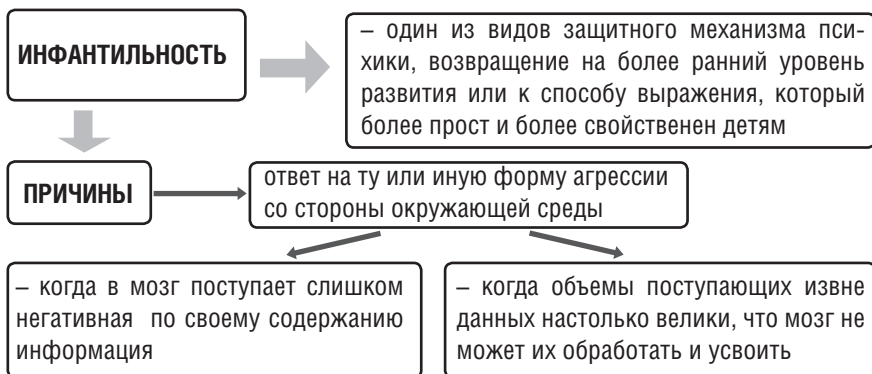 ИНФАНТИЛЬНОСТЬ
– один из видов защитного механизма пси-
хики, возвращение на более ранний уровень
развития или к способу выражения, который
более прост и более свойственен детям
ПРИЧИНЫ
ответ на ту или иную форму агрессии
со стороны окружающей среды
– когда в мозг поступает слишком
негативная по своему содержанию
информация
– когда объемы поступающих извне
данных настолько велики, что мозг не
может их обработать и усвоить